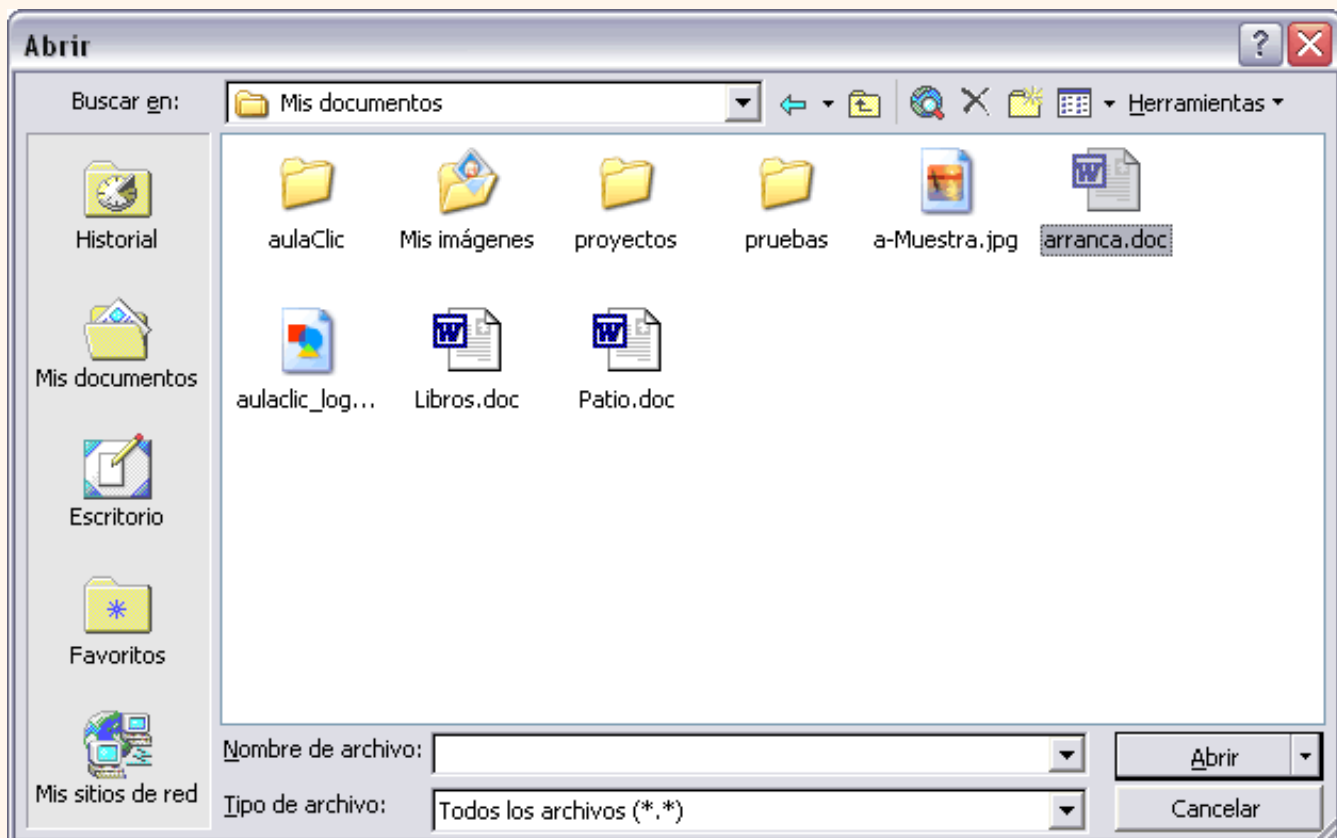 Abrir
Buscar en:
Mis documentos
Herramientas
Historial
Mis documentos
Escritorio
Favoritos
Mis sitios de red
aulaClic
Mis imágenes
proyectos
pruebas
a-Muestra.jpg
arranca.doc
aulaclic_log...
Libros.doc
Patio.doc
Nombre de archivo:
Abrir
Tipo de archivo:
Todos los archivos (*.*)
Cancelar